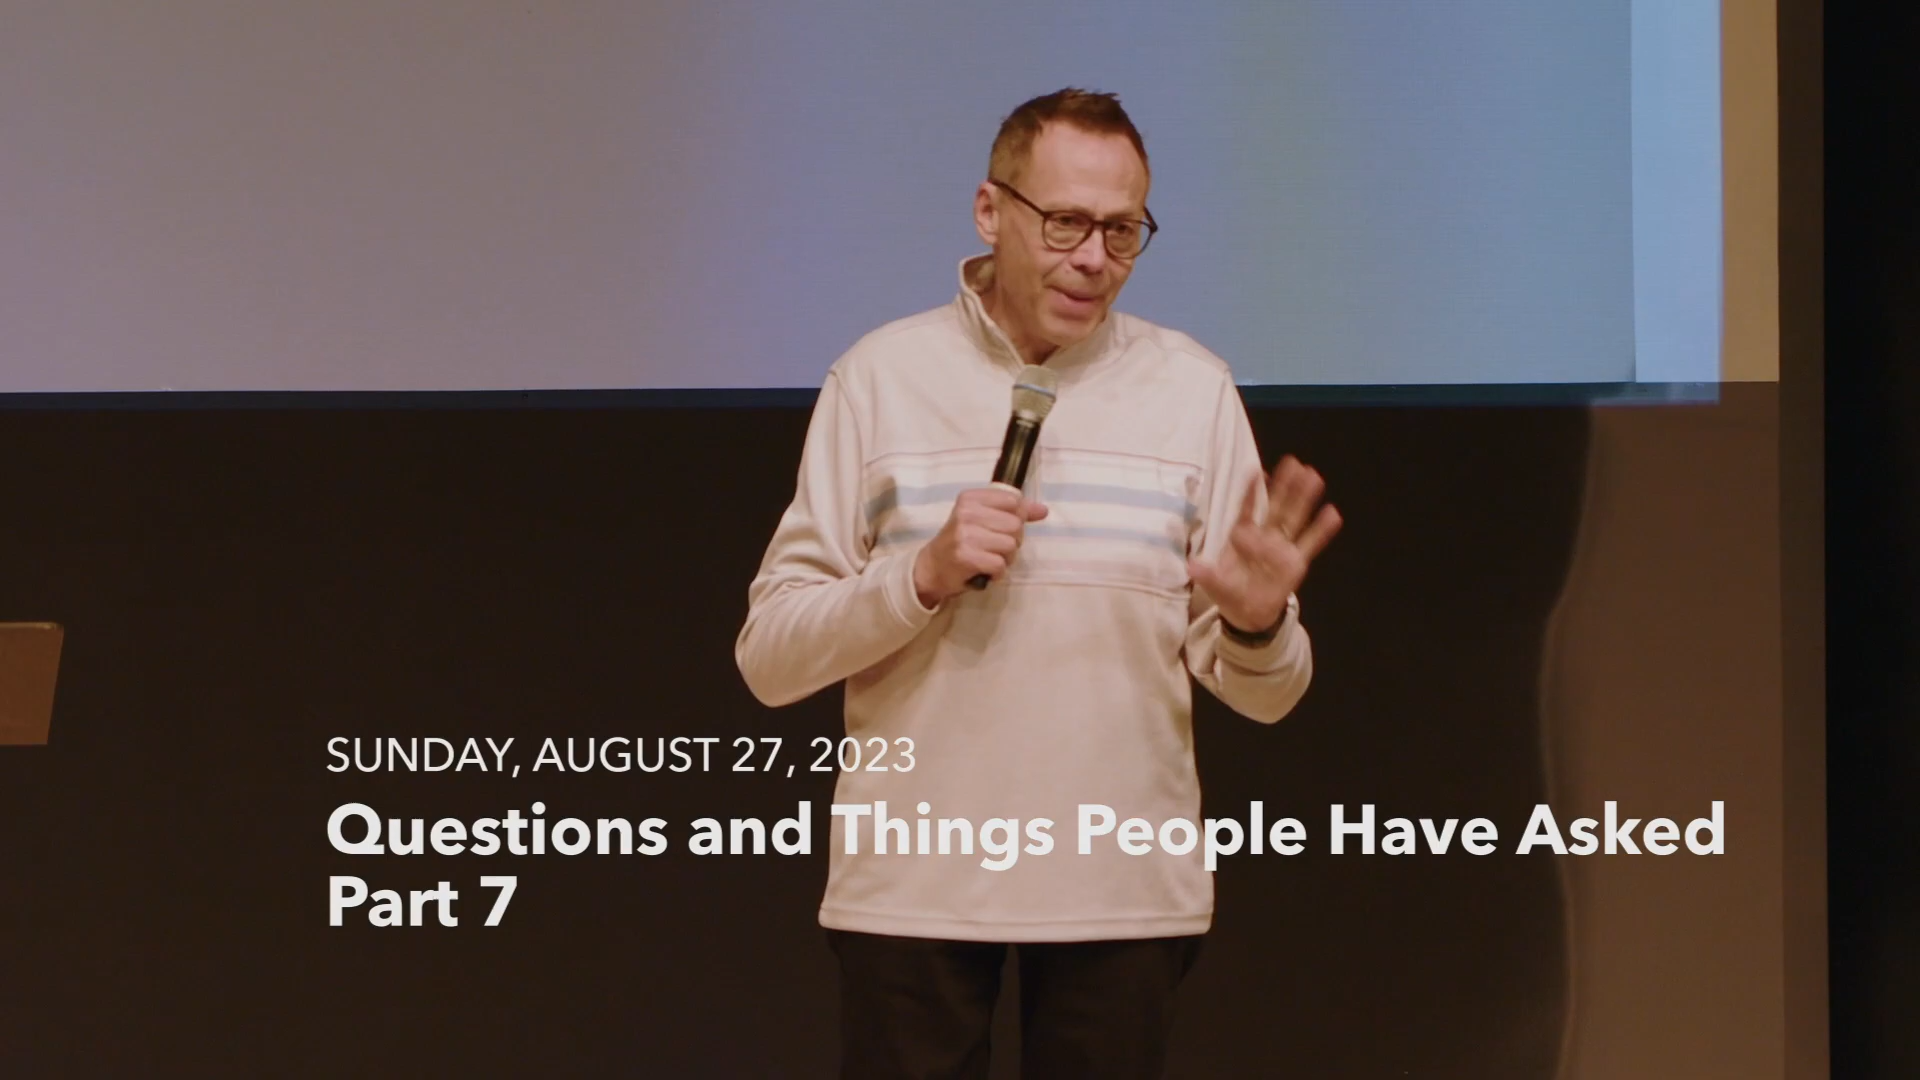 SUNDAY, AUGUST 27, 2023
Questions and Things People Have Asked
Part 7